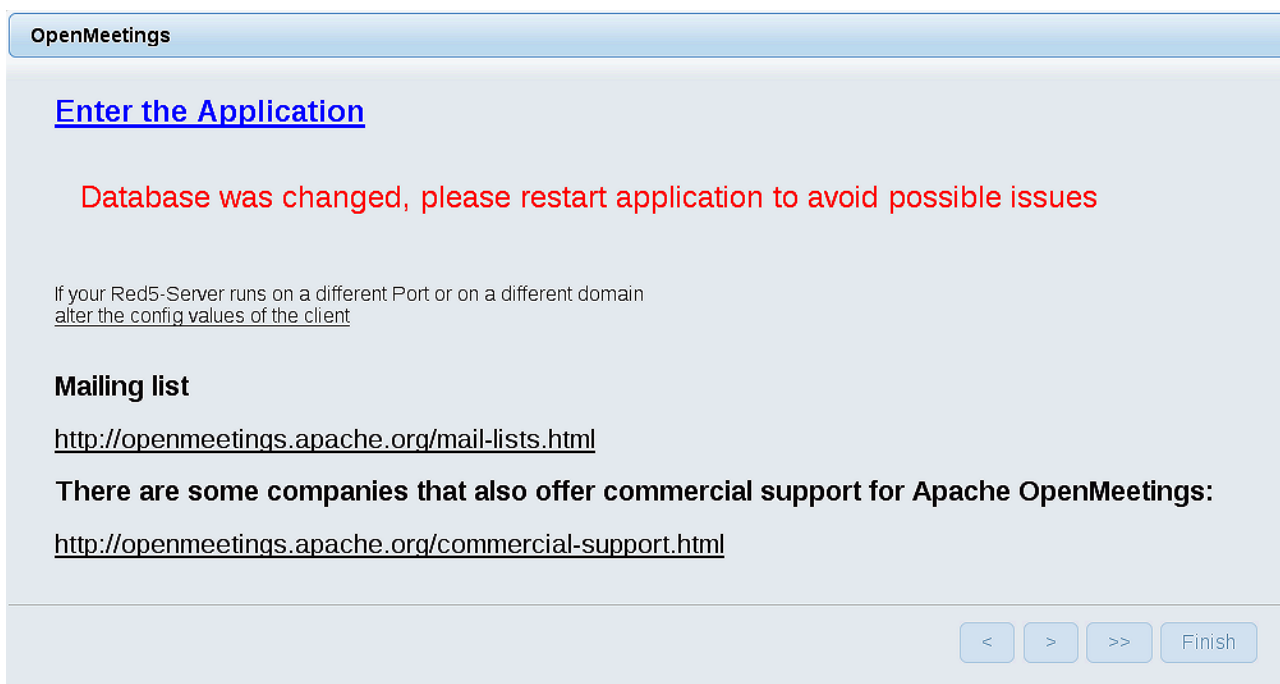 OpenMeetings
Enter the Application
Database was changed, please restart application to avoid possible issues
If your Red5-Server runs on a different Port or on a different domain
alter the config values of the client
Mailing list
http://openmeetings.apache.org/mail-lists.html
There are some companies that also offer commercial support for Apache OpenMeetings:
http://openmeetings.apache.org/commercial-support.html
< > >> Finish